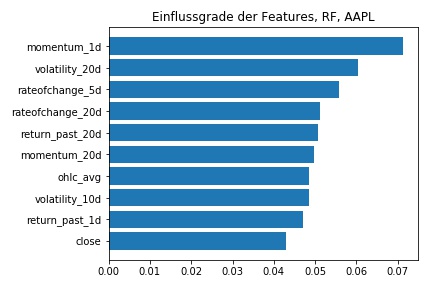 Einflussgrade der Features, RF, AAPL
momentum_1d
volatility_20d
rateofchange_5d
rateofchange_20d
return_past_20d
momentum_20d
ohlc_avg
volatility_10d
return_past_1d
close
0.00 0.01 0.02 0.03 0.04 0.05 0.06 0.07